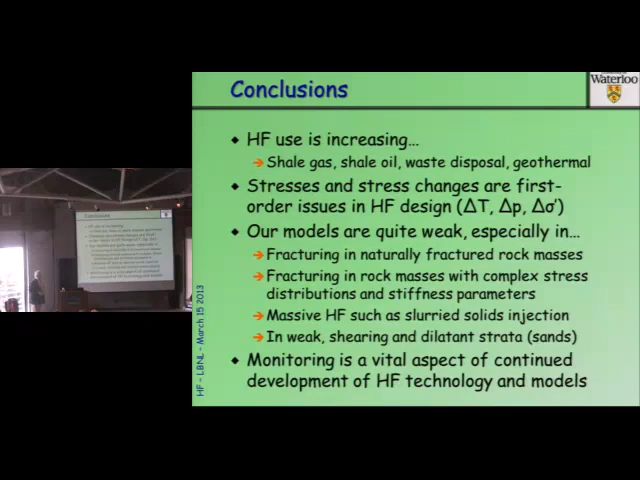 Conclusions
Waterloo
HF use is increasing…
Shale gas, shale oil, waste disposal, geothermal
Stresses and stress changes are first-
order issues in HF design (ΔT, Δp, Δσ′)
Our models are quite weak, especially in…
Fracturing in naturally fractured rock masses
Fracturing in rock masses with complex stress
distributions and stiffness parameters
Massive HF such as slurried solids injection
In weak, shearing and dilatant strata (sands)
Monitoring is a vital aspect of continued
development of HF technology and models
HF - LBNL - March 15 2013
Conclusions